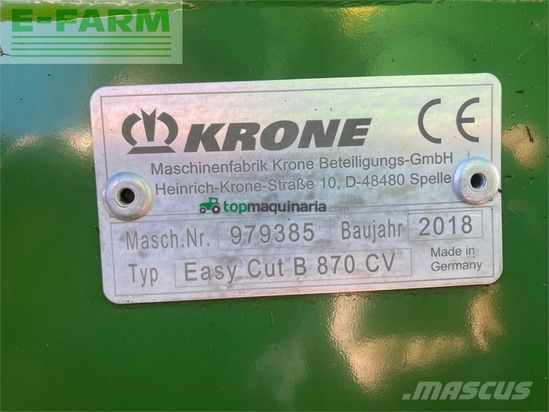 E-FARM
KRONE CE
Maschinenfabrik Krone Beteiligungs-GmbH
Heinrich-Krone-Straße 10, D-48480 Spelle
topmaquinaria
Masch.Nr. 979385 Baujahr 2018
Typ Easy Cut B 870 CV
Made in
Germany
MASCUS